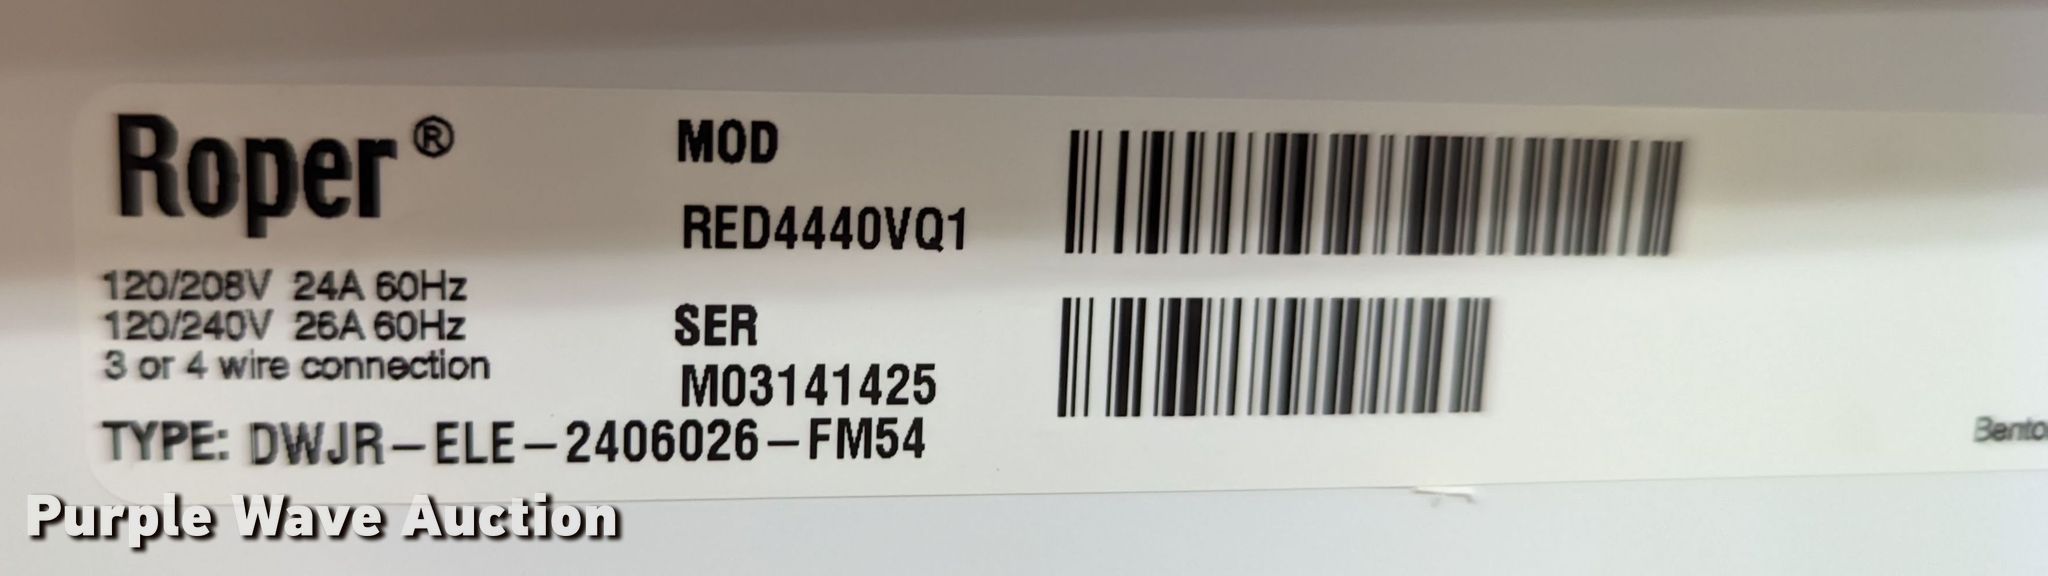 Roper®
120/208V 24A 60Hz
120/240V 26A 60Hz
3 or 4 wire connection
TYPE: DWJR-ELE-2406026-FM54
MOD
RED4440VQ1
SER
M03141425
Bento
Purple Wave Auction